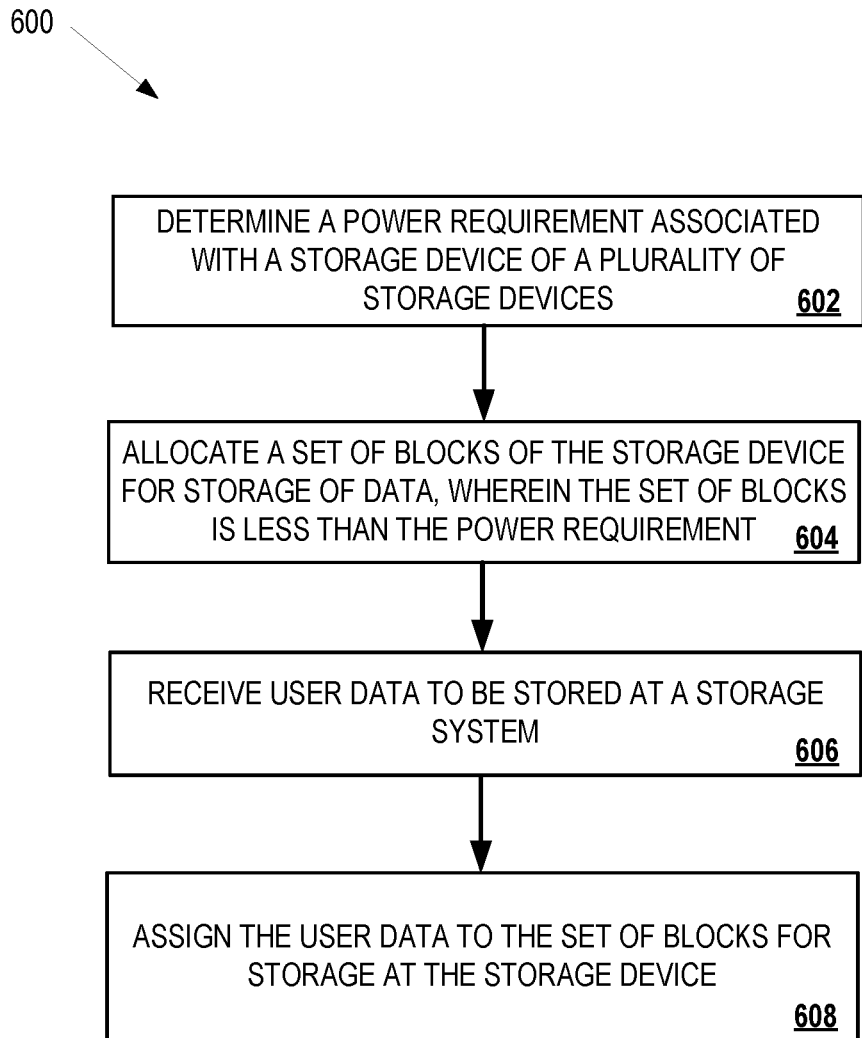 600
DETERMINE A POWER REQUIREMENT ASSOCIATED
WITH A STORAGE DEVICE OF A PLURALITY OF
STORAGE DEVICES
602
ALLOCATE A SET OF BLOCKS OF THE STORAGE DEVICE
FOR STORAGE OF DATA, WHEREIN THE SET OF BLOCKS
IS LESS THAN THE POWER REQUIREMENT
604
RECEIVE USER DATA TO BE STORED AT A STORAGE
SYSTEM
606
ASSIGN THE USER DATA TO THE SET OF BLOCKS FOR
STORAGE AT THE STORAGE DEVICE
608